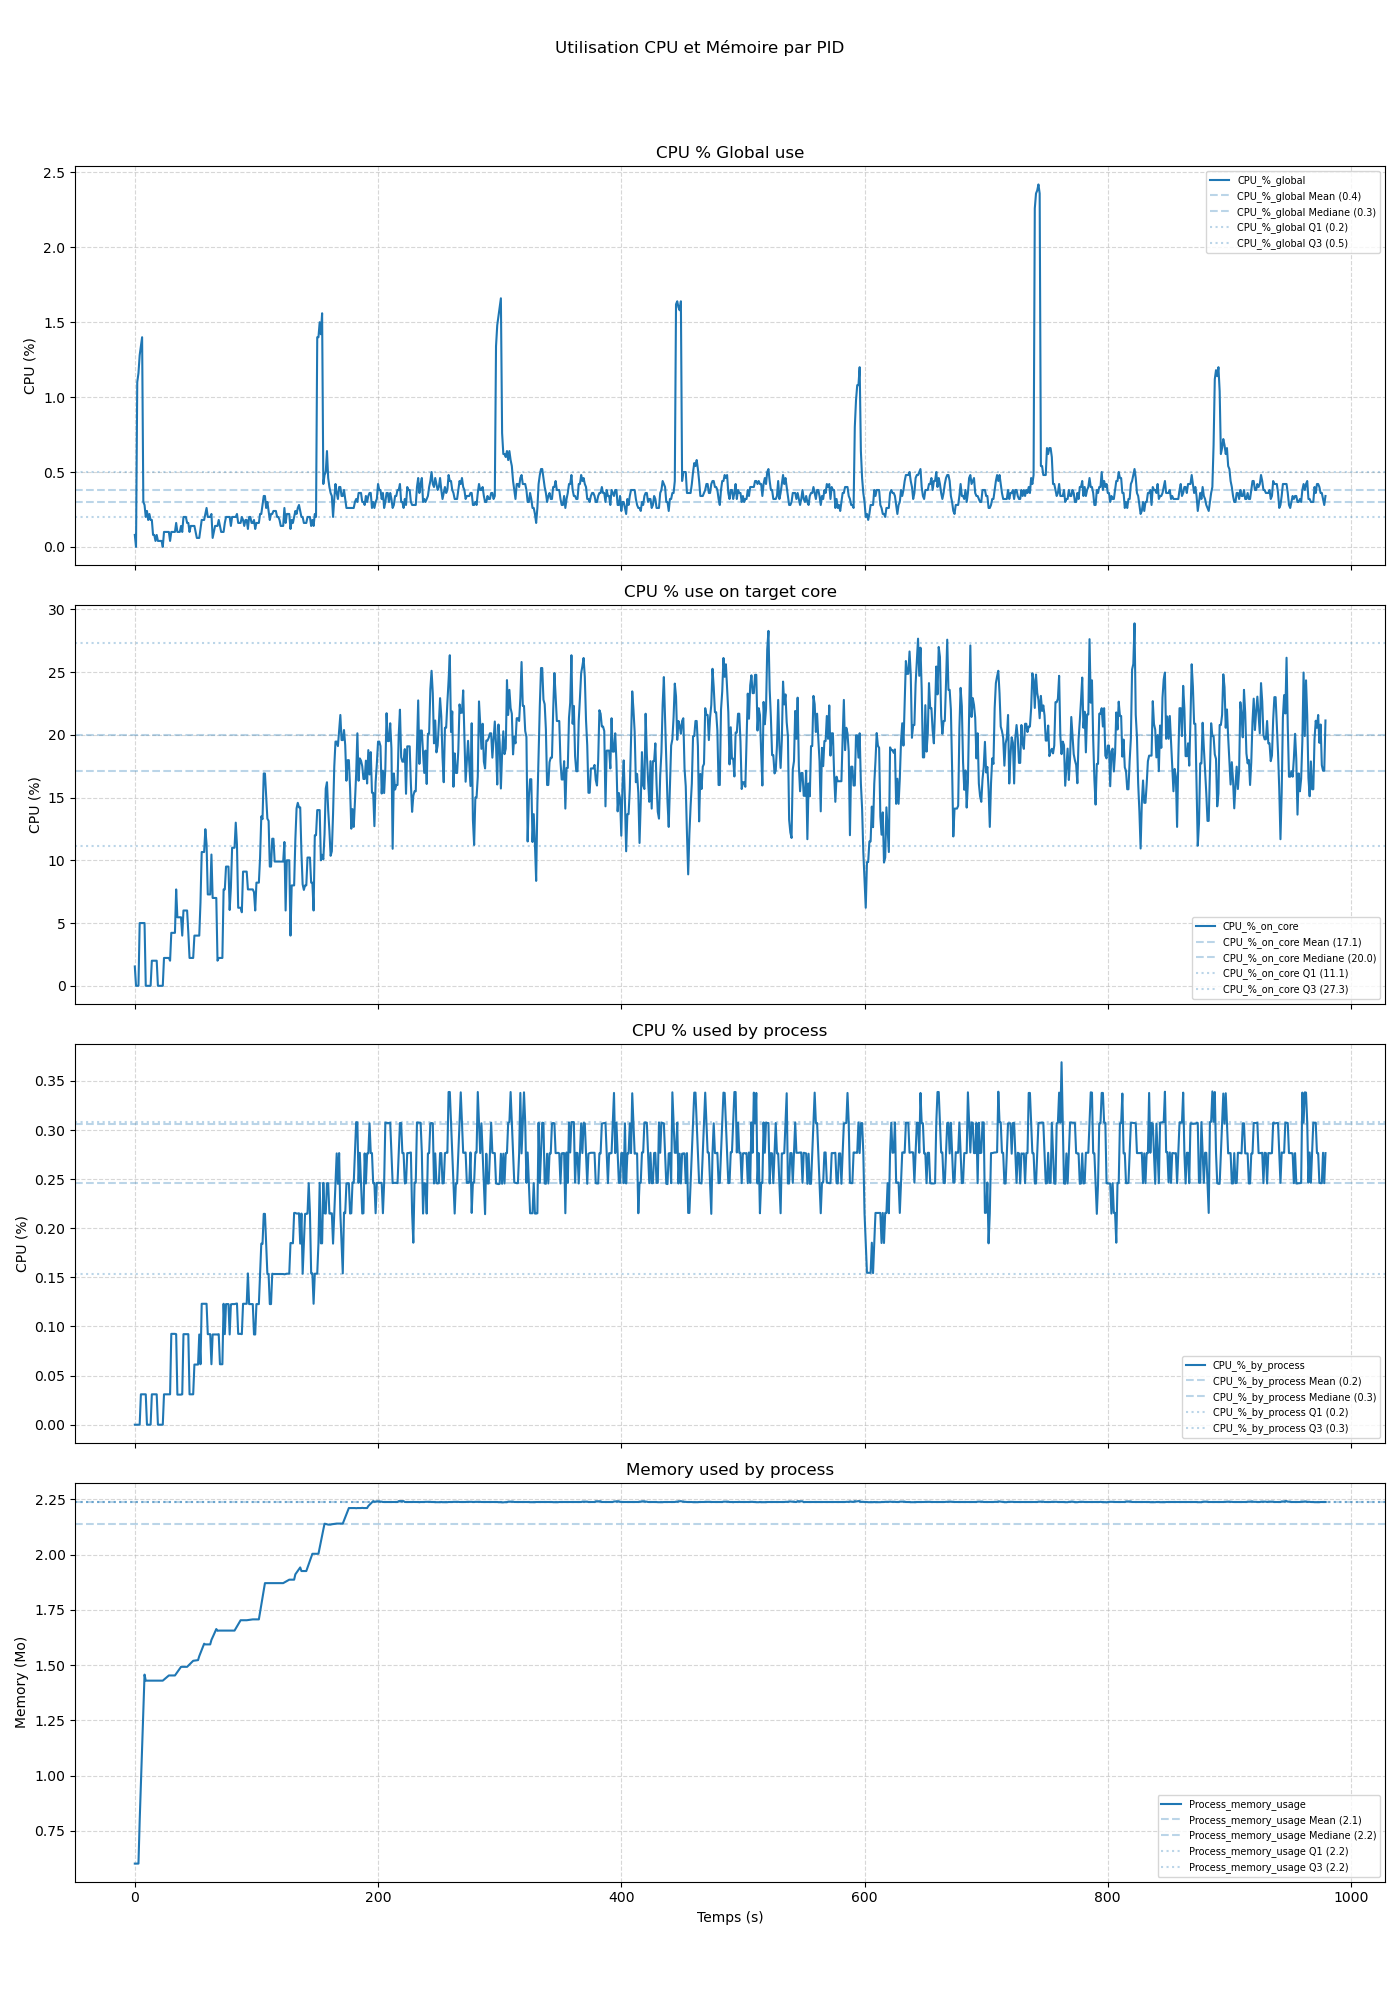 Utilisation CPU et Mémoire par PID
CPU % Global use
2.5
2.0
1.5
1.0
0.5
0.0
CPU (%)
CPU_%_global
CPU_%_global Mean (0.4)
CPU_%_global Mediane (0.3)
CPU_%_global Q1 (0.2)
CPU_%_global Q3 (0.5)
CPU % use on target core
30
25
20
15
10
5
0
CPU (%)
CPU_%_on_core
CPU_%_on_core Mean (17.1)
CPU_%_on_core Mediane (20.0)
CPU_%_on_core Q1 (11.1)
CPU_%_on_core Q3 (27.3)
CPU % used by process
0.35
0.30
0.25
0.20
0.15
0.10
0.05
0.00
CPU (%)
CPU_%_by_process
CPU_%_by_process Mean (0.2)
CPU_%_by_process Mediane (0.3)
CPU_%_by_process Q1 (0.2)
CPU_%_by_process Q3 (0.3)
Memory used by process
2.25
2.00
1.75
1.50
1.25
1.00
0.75
Memory (Mo)
Process_memory_usage
Process_memory_usage Mean (2.1)
Process_memory_usage Mediane (2.2)
Process_memory_usage Q1 (2.2)
Process_memory_usage Q3 (2.2)
0 200 400 600 800 1000
Temps (s)